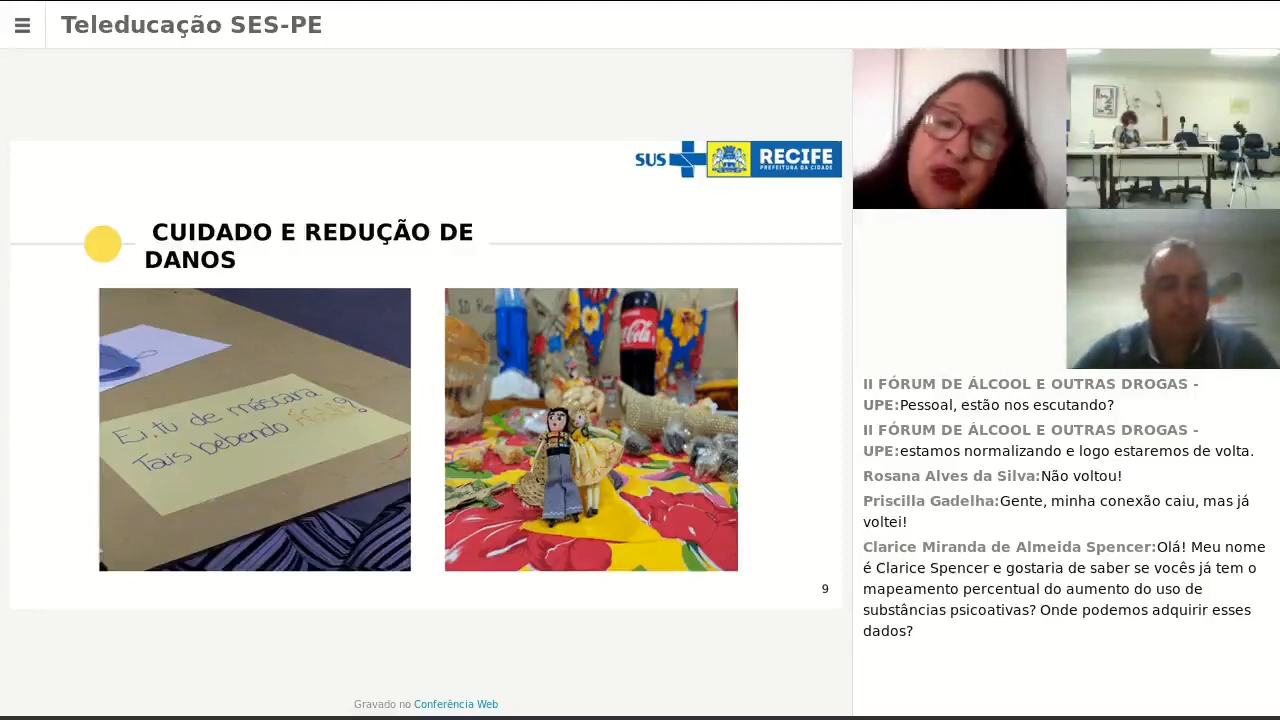 Teleducação SES-PE
SUS
RECIFE
PREFEITURA DA CIDADE
CUIDADO E REDUÇÃO DE
DANOS
Ei, tu de máscara
Tais bebendo
Coca-Cola
9
Gravado no Conferência Web
II FÓRUM DE ÁLCOOL E OUTRAS DROGAS -
UPE:Pessoal, estão nos escutando?
II FÓRUM DE ÁLCOOL E OUTRAS DROGAS -
UPE:estamos normalizando e logo estaremos de volta.
Rosana Alves da Silva:Não voltou!
Priscilla Gadelha:Gente, minha conexão caiu, mas já
voltei!
Clarice Miranda de Almeida Spencer:Olá! Meu nome
é Clarice Spencer e gostaria de saber se vocês já tem o
mapeamento percentual do aumento do uso de
substâncias psicoativas? Onde podemos adquirir esses
dados?